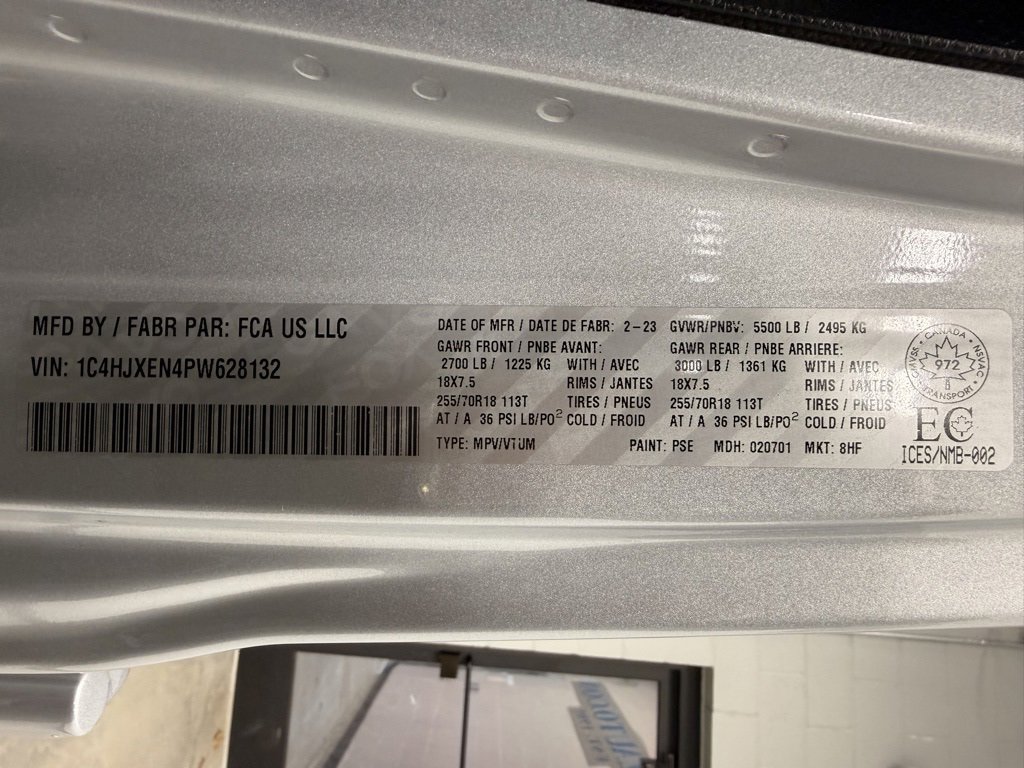 MFD BY / FABR PAR: FCA US LLC
VIN: 1C4HJXEN4PW628132
DATE OF MFR / DATE DE FABR: 2-23
GVWR/PNBV: 5500 LB / 2495 KG
GAWR FRONT / PNBE AVANT:
2700 LB / 1225 KG WITH / AVEC
18X7.5 RIMS / JANTES
255/70R18 113T TIRES / PNEUS
AT / A 36 PSI LB/PO² COLD / FROID
GAWR REAR / PNBE ARRIERE:
3000 LB / 1361 KG WITH / AVEC
18X7.5 RIMS / JANTES
255/70R18 113T TIRES / PNEUS
AT / A 36 PSI LB/PO² COLD / FROID
TYPE: MPV/VTUM PAINT: PSE MDH: 020701 MKT: 8HF
CANADA
MVSS
NSVAC
972
TRANSPORT
EC
ICES/NMB-002